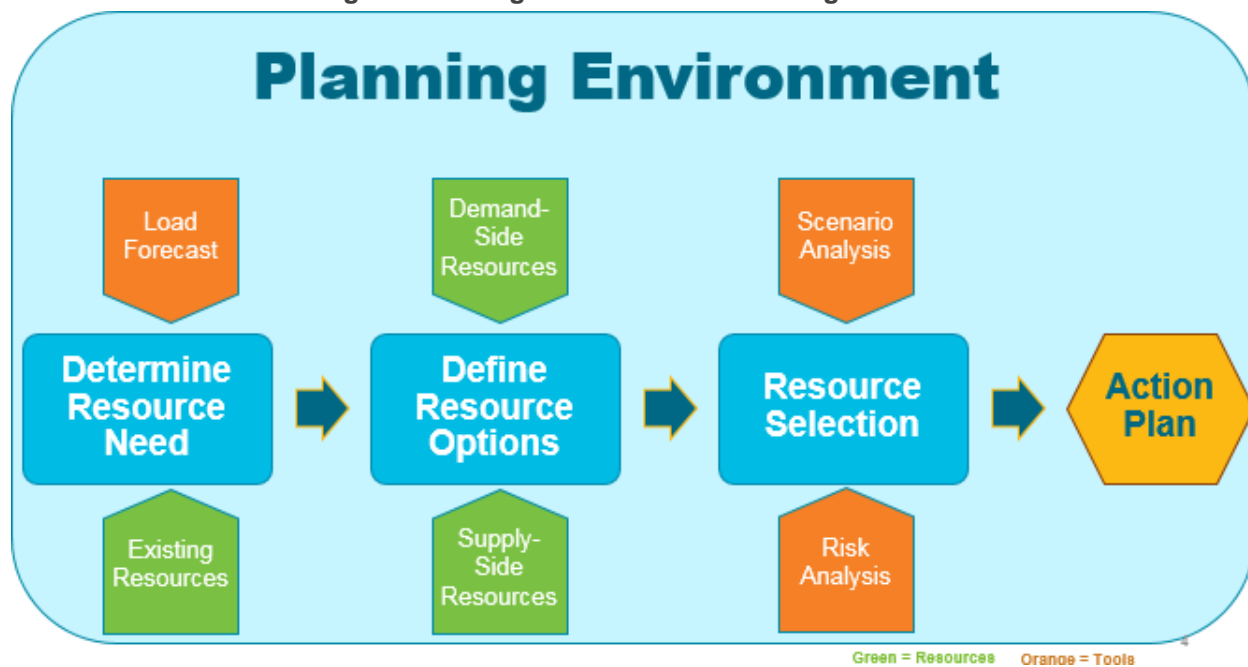 Planning Environment
Load
Forecast
Demand-
Side
Resources
Scenario
Analysis
Determine
Resource
Need
Define
Resource
Options
Resource
Selection
Action
Plan
Existing
Resources
Supply-
Side
Resources
Risk
Analysis
4
Green = Resources Orange = Tools